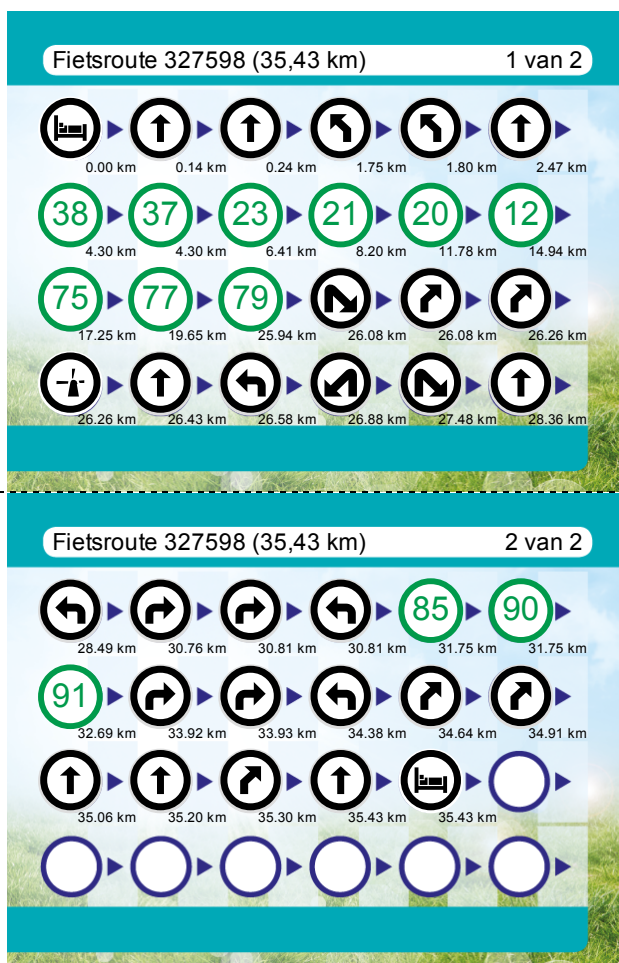 Fietsroute 327598 (35,43 km) 1 van 2
0.00 km 0.14 km 0.24 km 1.75 km 1.80 km 2.47 km
38 37 23 21 20 12
4.30 km 4.30 km 6.41 km 8.20 km 11.78 km 14.94 km
75 77 79
17.25 km 19.65 km 25.94 km 26.08 km 26.08 km 26.26 km
26.26 km 26.43 km 26.58 km 26.88 km 27.48 km 28.36 km
Fietsroute 327598 (35,43 km) 2 van 2
85 90
28.49 km 30.76 km 30.81 km 30.81 km 31.75 km 31.75 km
91
32.69 km 33.92 km 33.93 km 34.38 km 34.64 km 34.91 km
35.06 km 35.20 km 35.30 km 35.43 km 35.43 km